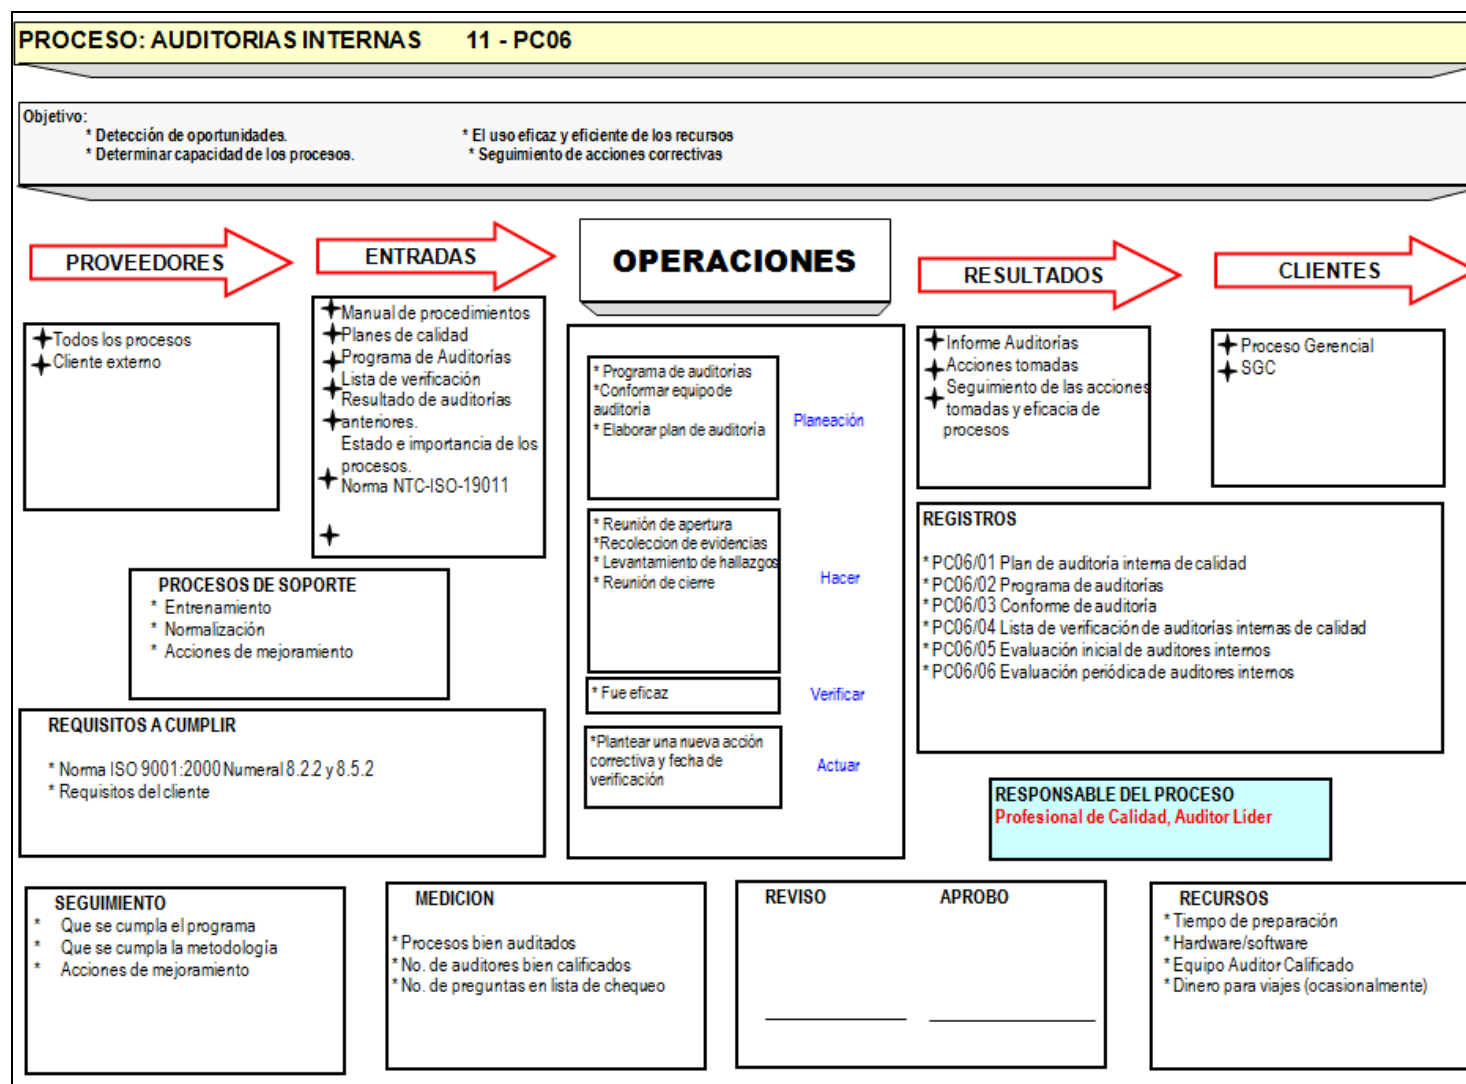 PROCESO: AUDITORIAS INTERNAS 11 - PC06
Objetivo:
* Detección de oportunidades.
* El uso eficaz y eficiente de los recursos
* Determinar capacidad de los procesos.
* Seguimiento de acciones correctivas
PROVEEDORES
ENTRADAS
OPERACIONES
RESULTADOS
CLIENTES
Todos los procesos
Cliente externo
Manual de procedimientos
Planes de calidad
Programa de Auditorías
Lista de verificación
Resultado de auditorías
anteriores.
Estado e importancia de los
procesos.
Norma NTC-ISO-19011
* Programa de auditorías
*Conformar equipo de
auditoría
* Elaborar plan de auditoría
Planeación
* Reunión de apertura
*Recoleccion de evidencias
* Levantamiento de hallazgos
* Reunión de cierre
Hacer
* Fue eficaz
Verificar
*Plantear una nueva acción
correctiva y fecha de
verificación
Actuar
Informe Auditorías
Acciones tomadas
Seguimiento de las acciones
tomadas y eficacia de
procesos
Proceso Gerencial
SGC
PROCESOS DE SOPORTE
* Entrenamiento
* Normalización
* Acciones de mejoramiento
REGISTROS
* PC06/01 Plan de auditoría interna de calidad
* PC06/02 Programa de auditorías
* PC06/03 Conforme de auditoría
* PC06/04 Lista de verificación de auditorías internas de calidad
* PC06/05 Evaluación inicial de auditores internos
* PC06/06 Evaluación periódica de auditores internos
REQUISITOS A CUMPLIR
* Norma ISO 9001:2000 Numeral 8.2.2 y 8.5.2
* Requisitos del cliente
RESPONSABLE DEL PROCESO
Profesional de Calidad, Auditor Líder
SEGUIMIENTO
* Que se cumpla el programa
* Que se cumpla la metodología
* Acciones de mejoramiento
MEDICION
* Procesos bien auditados
* No. de auditores bien calificados
* No. de preguntas en lista de chequeo
REVISO APROBO
RECURSOS
* Tiempo de preparación
* Hardware/software
* Equipo Auditor Calificado
* Dinero para viajes (ocasionalmente)